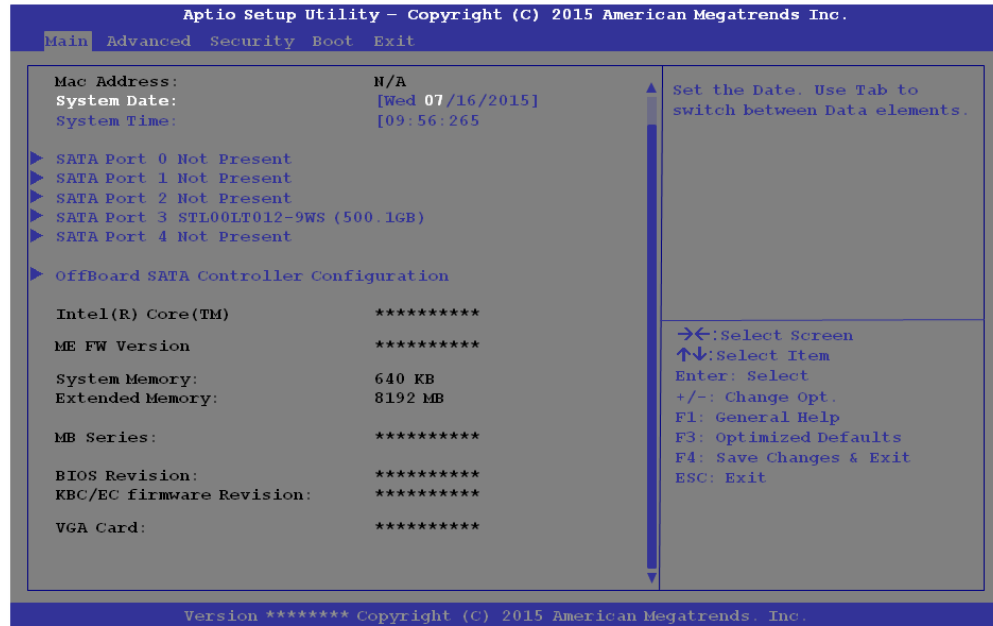 Aptio Setup Utility – Copyright (C) 2015 American Megatrends Inc.
Main Advanced Security Boot Exit
Mac Address: N/A
System Date: [Wed 07/16/2015]
System Time: [09:56:265
SATA Port 0 Not Present
SATA Port 1 Not Present
SATA Port 2 Not Present
SATA Port 3 STL00LT012-9WS (500.1GB)
SATA Port 4 Not Present
OffBoard SATA Controller Configuration
Intel(R) Core(TM) **********
ME FW Version **********
System Memory: 640 KB
Extended Memory: 8192 MB
MB Series: **********
BIOS Revision: **********
KBC/EC firmware Revision: **********
VGA Card: **********
Set the Date. Use Tab to
switch between Data elements.
→←:Select Screen
↑↓:Select Item
Enter: Select
+/-: Change Opt.
F1: General Help
F3: Optimized Defaults
F4: Save Changes & Exit
ESC: Exit
Version ******** Copyright (C) 2015 American Megatrends. Inc.